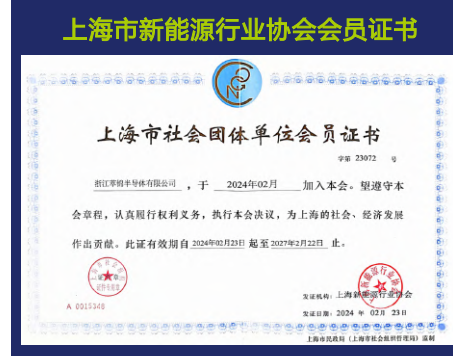 上海市新能源行业协会会员证书
上海市社会团体单位会员证书
字第 23072 号
浙江萃锦半导体有限公司 ，于 2024年02月 加入本会。望遵守本
会章程，认真履行权利义务，执行本会决议，为上海的社会、经济发展
作出贡献。此证有效期自 2024年02月23日 起至 2027年2月22日 止。
A 0015340
发证机构：上海新能源行业协会
发证日期：2024 年 02月 23日
上海市民政局（上海市社会组织管理局）监制